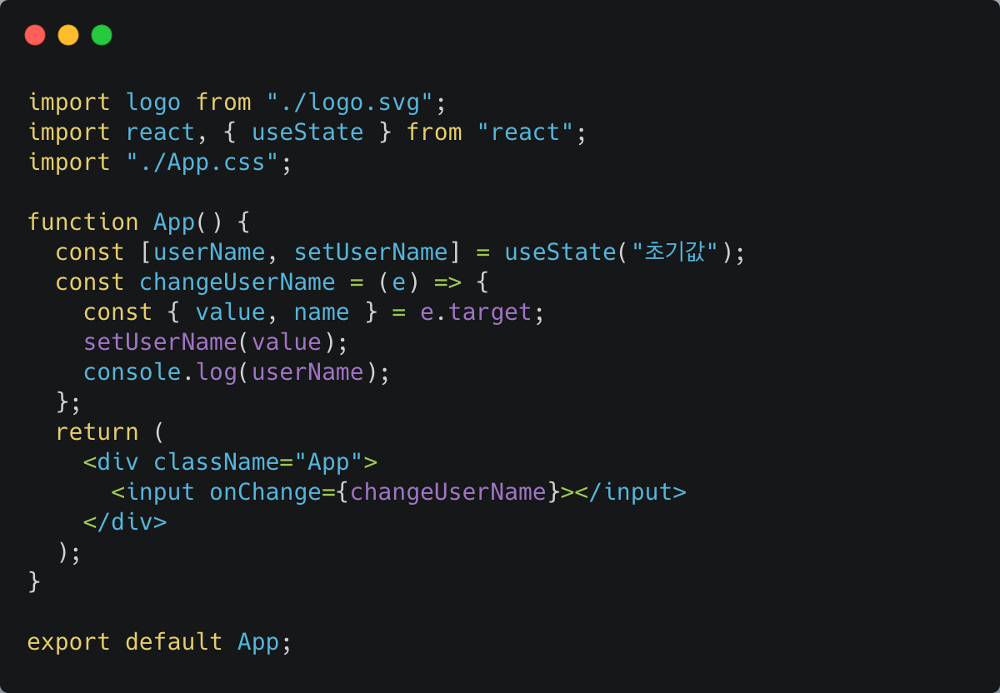 import logo from "./logo.svg";
import react, { useState } from "react";
import "./App.css";

function App() {
  const [userName, setUserName] = useState("초기값");
  const changeUserName = (e) => {
    const { value, name } = e.target;
    setUserName(value);
    console.log(userName);
  };
  return (
    <div className="App">
      <input onChange={changeUserName}></input>
    </div>
  );
}

export default App;